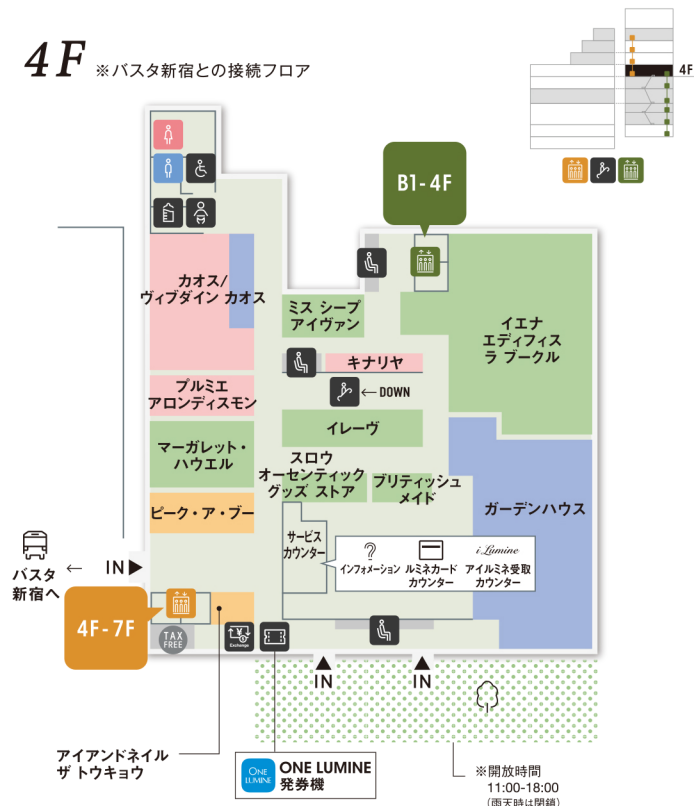 4F ※バスタ新宿との接続フロア
4F
B1-4F
カオス/
ヴィブダイン カオス
ミス シープ
アイヴァン
イエナ
エディフィス
ラ ブークル
キナリヤ
←DOWN
プルミエ
アロンディスモン
イレーヴ
マーガレット・
ハウエル
スロウ
オーセンティック
グッズ ストア
ブリティッシュ
メイド
ピーク・ア・ブー
ガーデンハウス
サービス
カウンター
?
インフォメーション
ルミネカード
カウンター
i Lumine
アイルミネ受取
カウンター
バスタ
新宿へ
← IN▶
4F-7F
TAX
FREE
¥
$
Exchange
▲
IN
▲
IN
アイアンドネイル
ザ トウキョウ
ONE
LUMINE
ONE LUMINE
発券機
※開放時間
11:00-18:00
(雨天時は閉鎖)